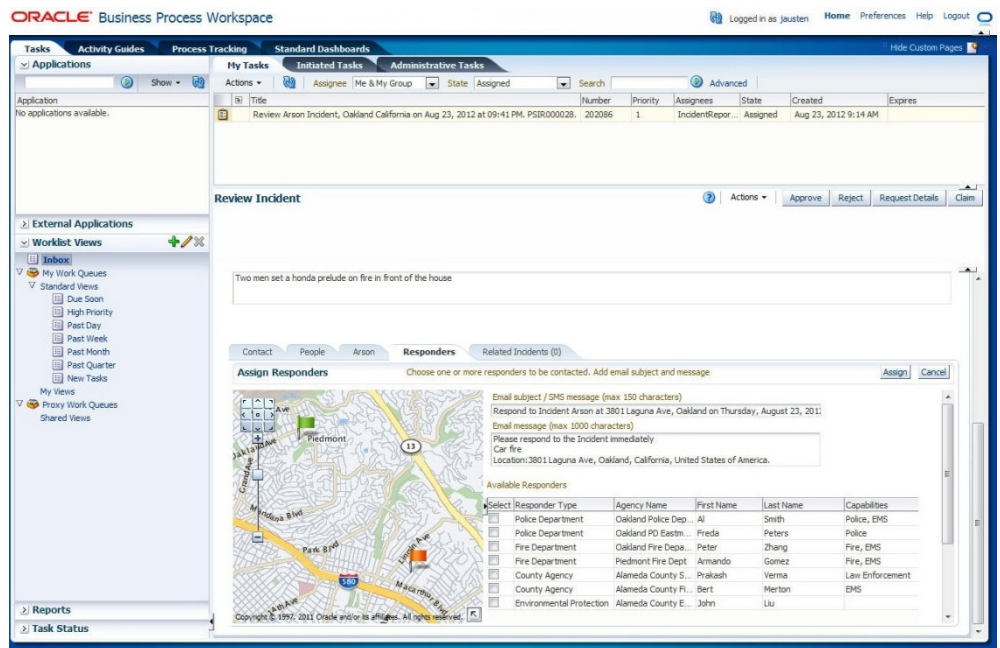 ORACLE Business Process Workspace
Logged in as jausten Home Preferences Help Logout
Tasks Activity Guides Process Tracking Standard Dashboards Hide Custom Pages
Applications
Show
Application
No applications available.
External Applications
Worklist Views
Inbox
My Work Queues
Standard Views
Due Soon
High Priority
Past Day
Past Week
Past Month
Past Quarter
New Tasks
My Views
Proxy Work Queues
Shared Views
Reports
Task Status
My Tasks Initiated Tasks Administrative Tasks
Actions Assignee Me & My Group State Assigned Search Advanced
Title Number Priority Assignees State Created Expires
Review Arson Incident, Oakland California on Aug 23, 2012 at 09:41 PM. PSIR000028. 202086 1 IncidentRepor... Assigned Aug 23, 2012 9:14 AM
Review Incident
Actions Approve Reject Request Details Claim
Two men set a honda prelude on fire in front of the house
Contact People Arson Responders Related Incidents (0)
Assign Responders Choose one or more responders to be contacted. Add email subject and message Assign Cancel
Ave
Piedmont
13
Oakland Ave
Grand Ave
Mandana Blvd
Park Blvd
Lincoln Ave
580
Macarthur Blvd
14th Ave
Copyright © 1997, 2011 Oracle and/or its affiliates. All rights reserved.
Email subject / SMS message (max 150 characters)
Respond to Incident Arson at 3801 Laguna Ave, Oakland on Thursday, August 23, 201
Email message (max 1000 characters)
Please respond to the Incident immediately
Car fire
Location:3801 Laguna Ave, Oakland, California, United States of America.
Available Responders
Select Responder Type Agency Name First Name Last Name Capabilities
Police Department Oakland Police Dep... Al Smith Police, EMS
Police Department Oakland PD Eastm... Freda Peters Police
Fire Department Oakland Fire Depa... Peter Zhang Fire, EMS
Fire Department Piedmont Fire Dept Armando Gomez Fire, EMS
County Agency Alameda County S... Prakash Verma Law Enforcement
County Agency Alameda County Fi... Bert Merton EMS
Environmental Protection Alameda County E... John Liu